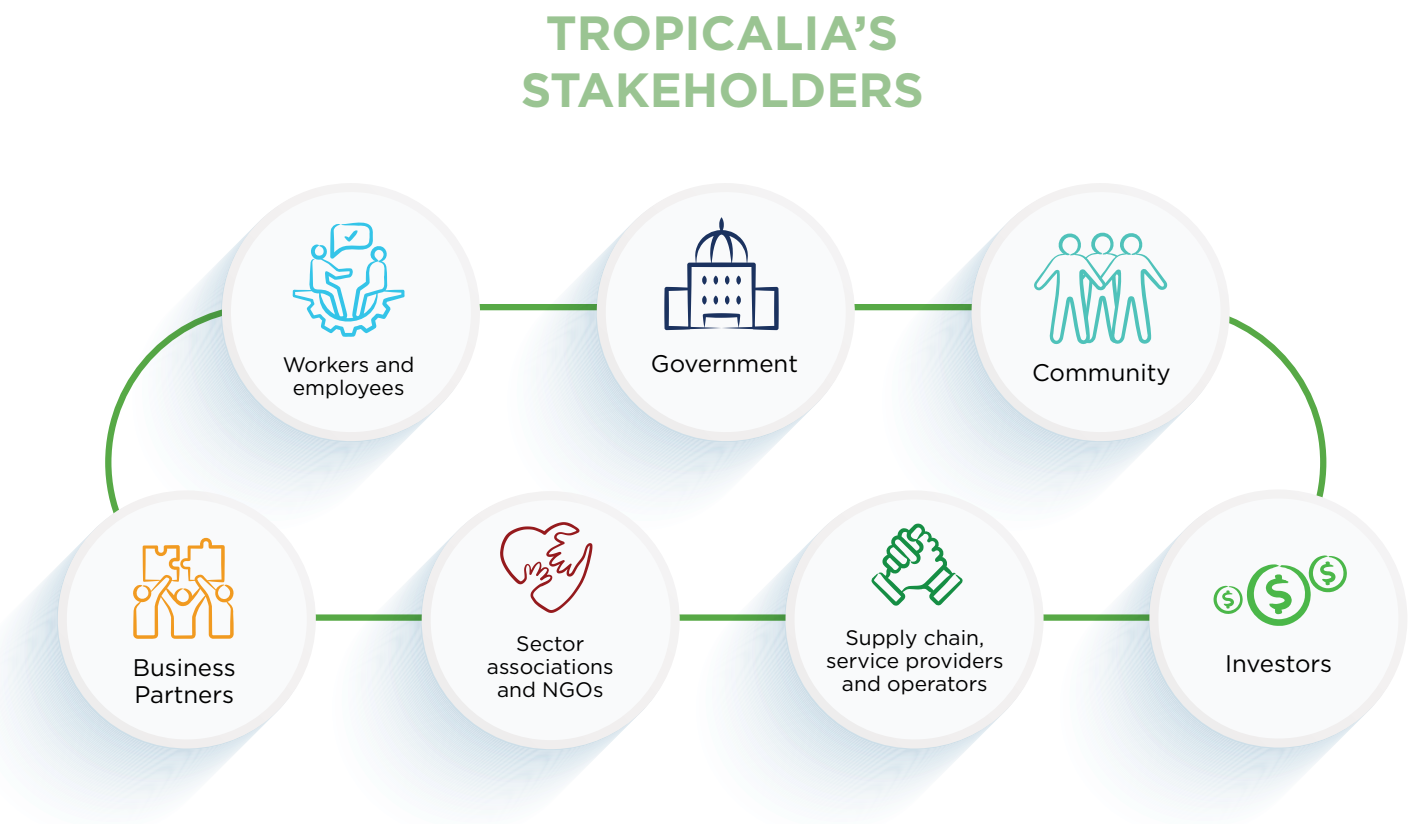 TROPICALIA’S
STAKEHOLDERS
Workers and
employees
Government
Community
Business
Partners
Sector
associations
and NGOs
Supply chain,
service providers
and operators
Investors
$
$
$